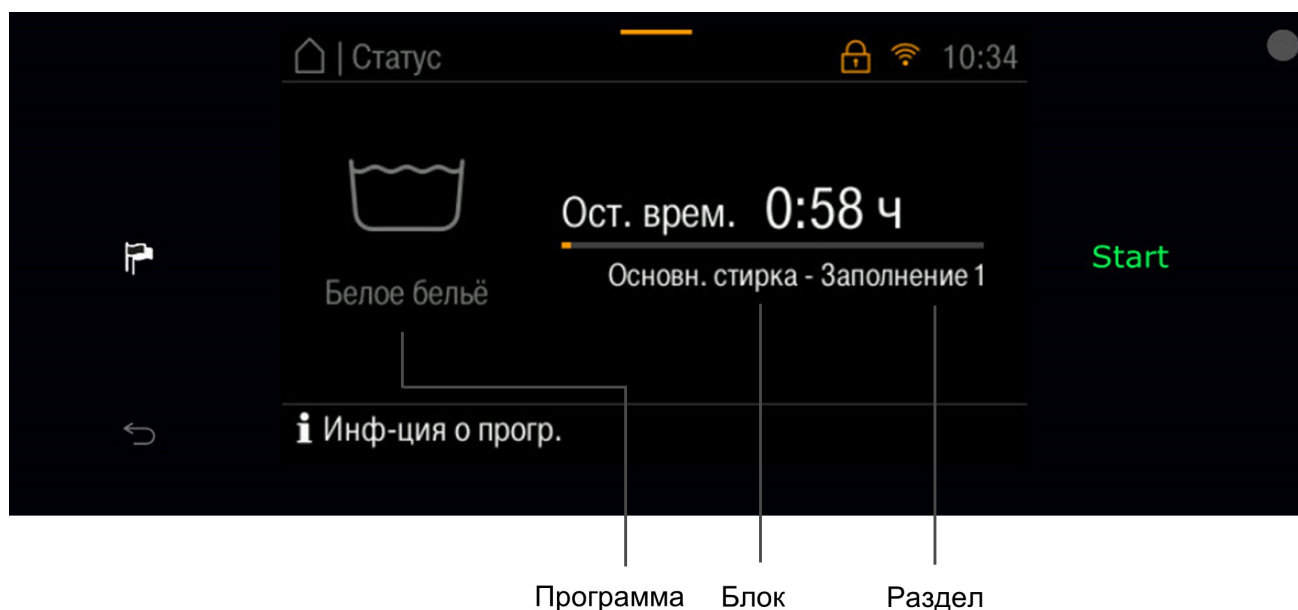 | Статус
10:34
Ост. врем. 0:58 ч
Основн. стирка - Заполнение 1
Белое бельё
Start
i Инф-ция о прогр.
Программа Блок Раздел